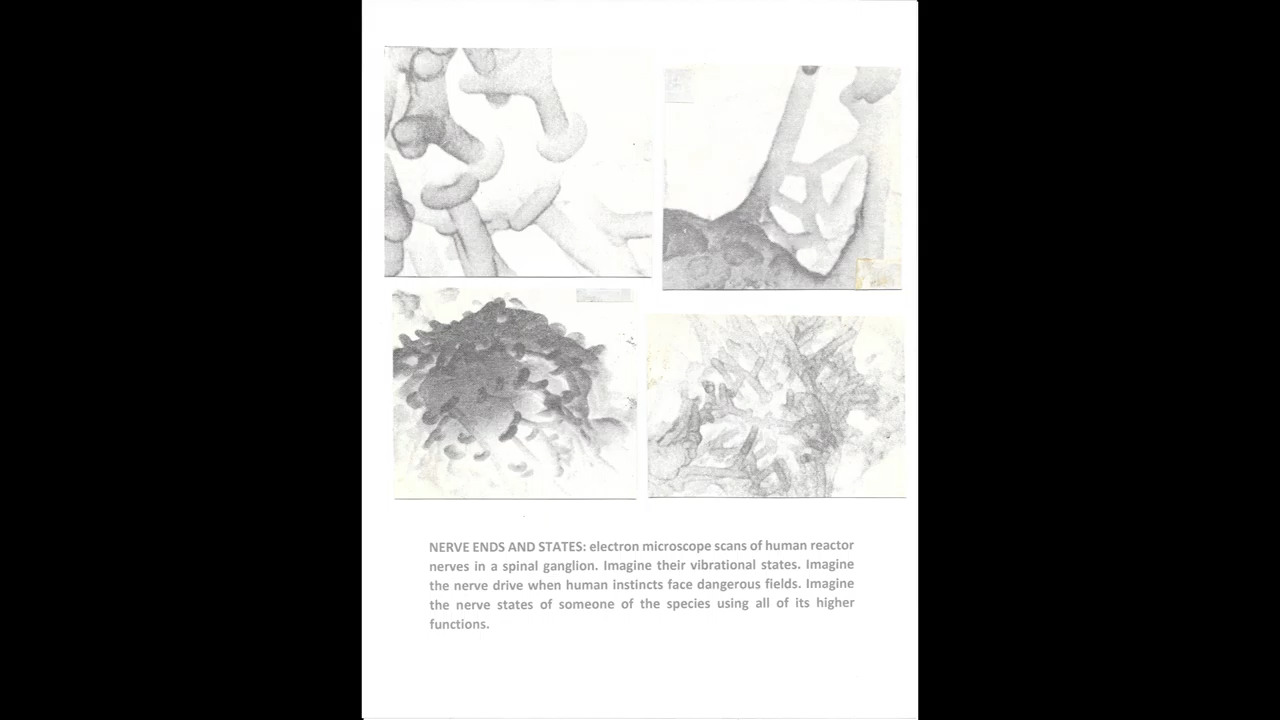 NERVE ENDS AND STATES: electron microscope scans of human reactor
nerves in a spinal ganglion. Imagine their vibrational states. Imagine
the nerve drive when human instincts face dangerous fields. Imagine
the nerve states of someone of the species using all of its higher
functions.